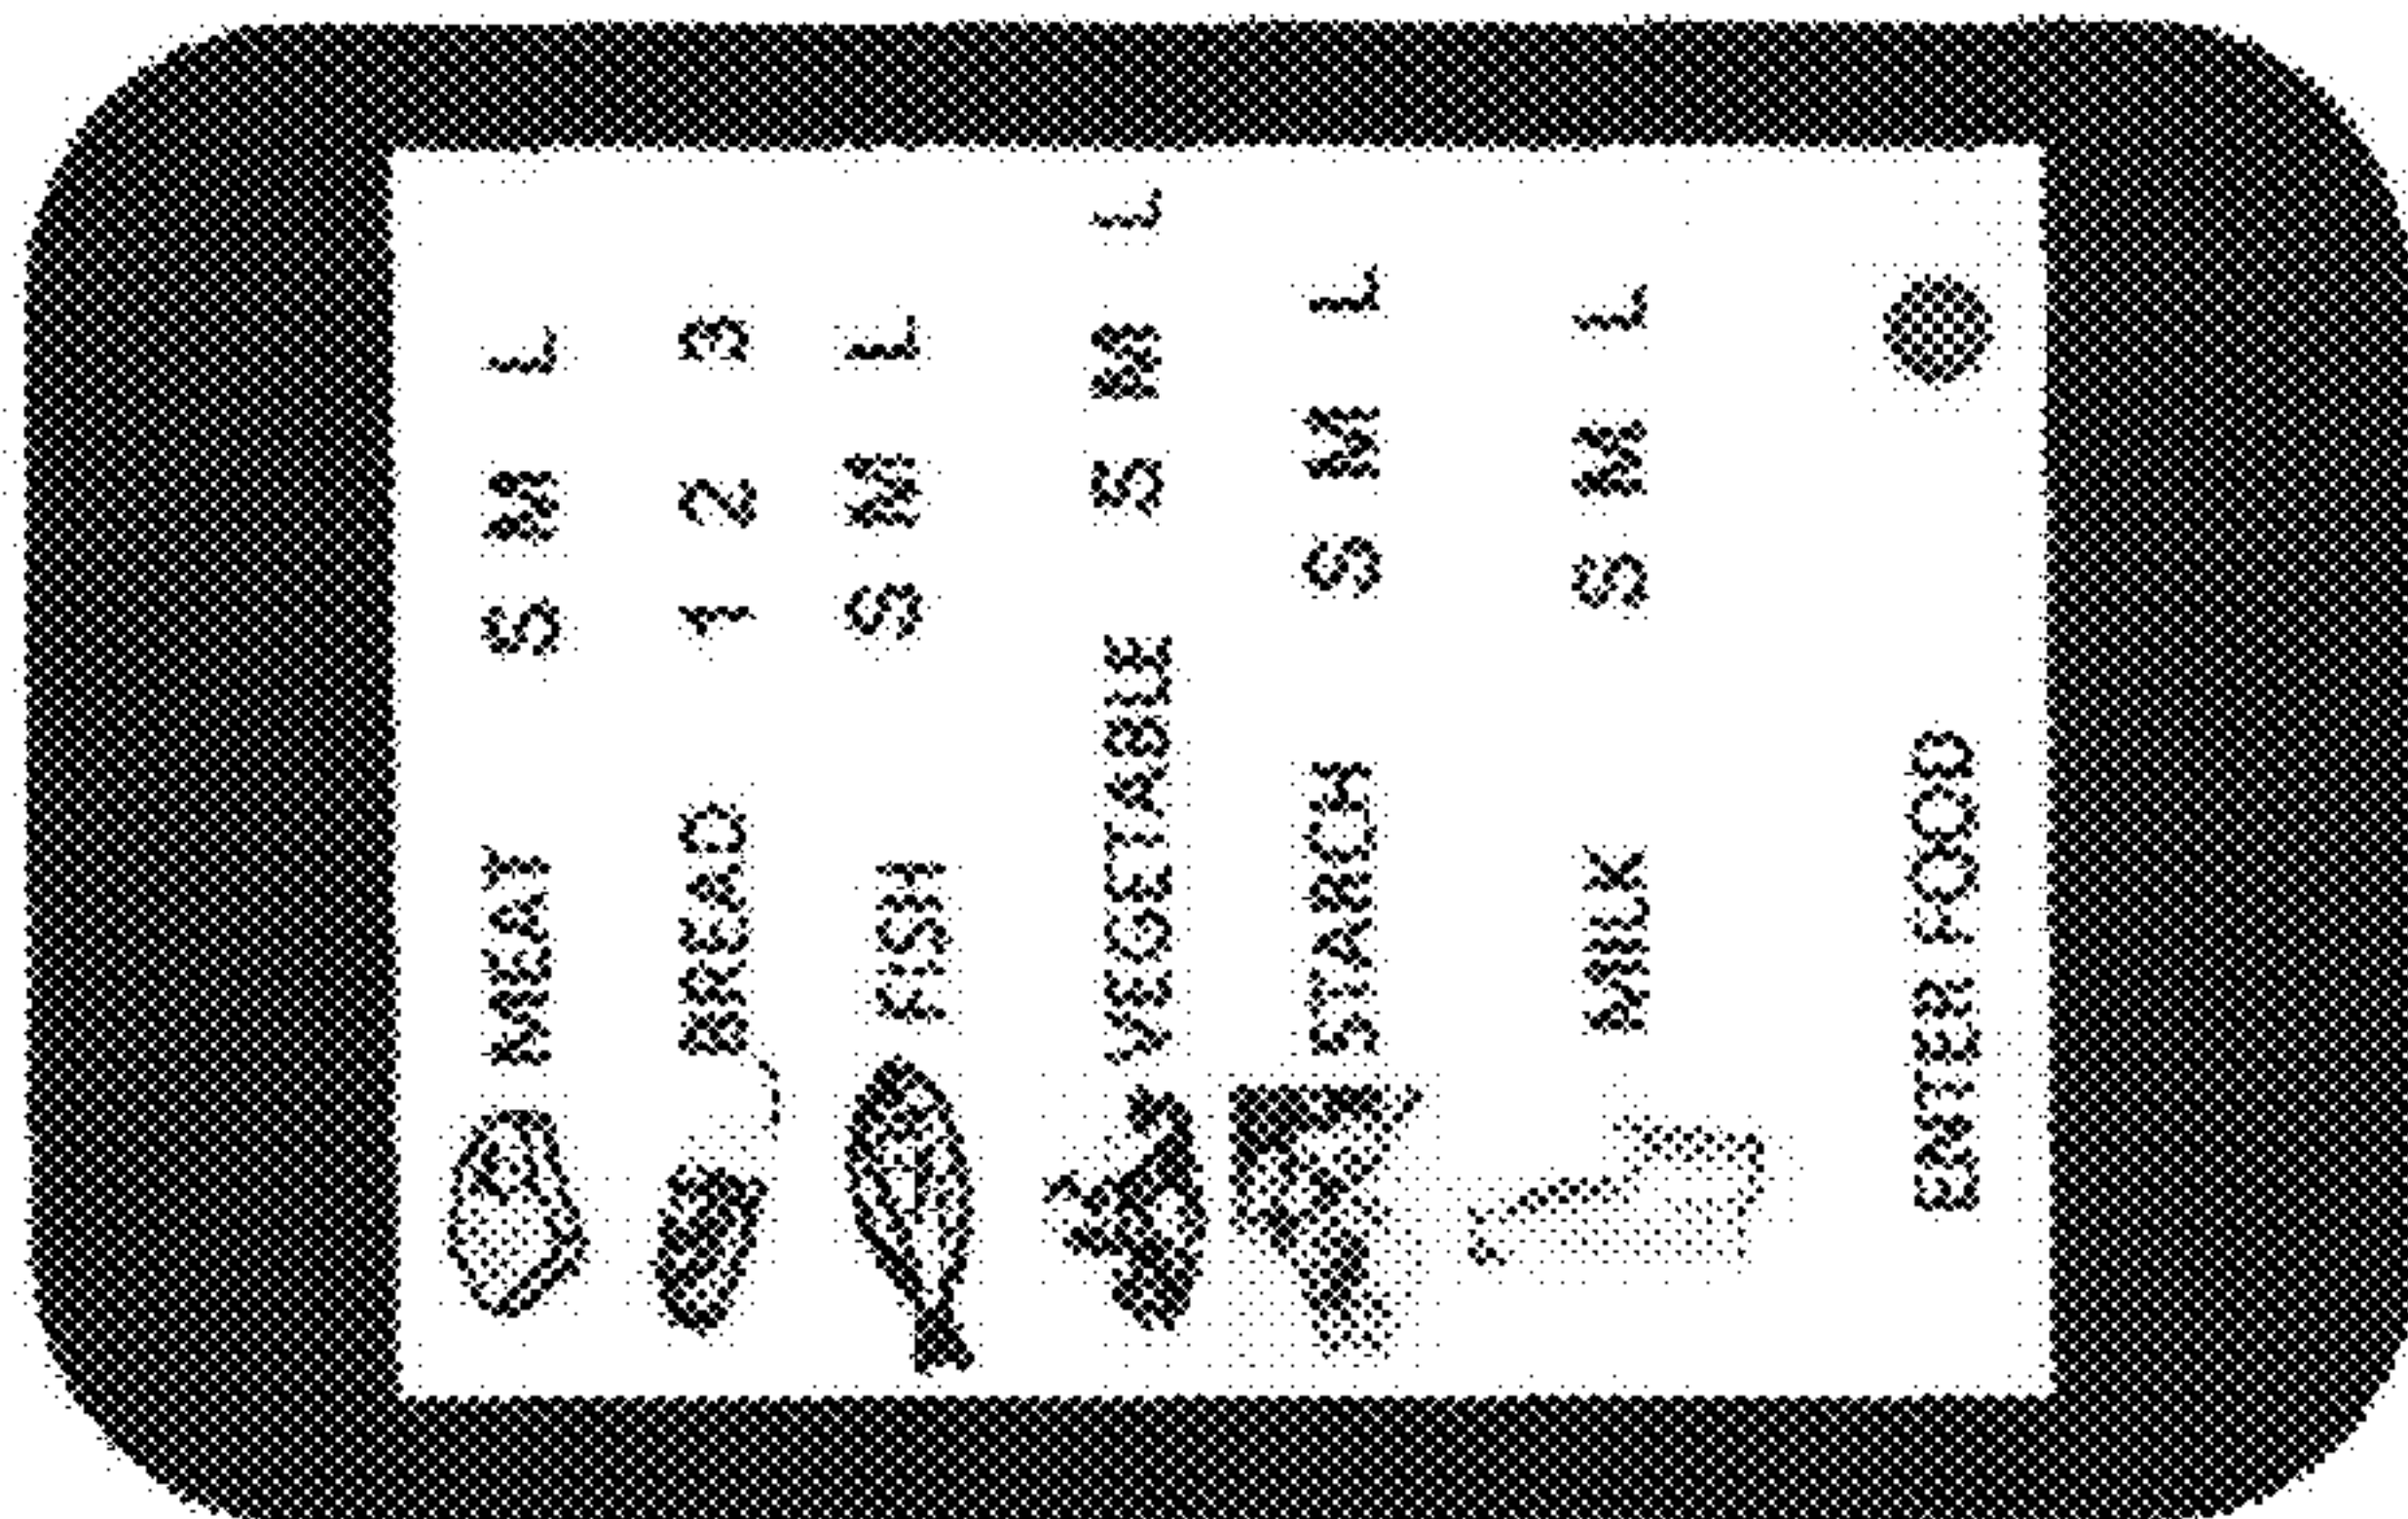 MEAT S M L
BREAD 1 2 3
FISH S M L
VEGETABLE S M L
STARCH S M L
MILK S M L
ENTER FOOD